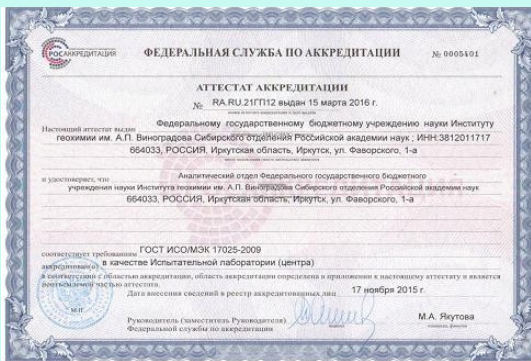 РОСАККРЕДИТАЦИЯ
ФЕДЕРАЛЬНАЯ СЛУЖБА ПО АККРЕДИТАЦИИ
№ 0005401
АТТЕСТАТ АККРЕДИТАЦИИ
№ RA.RU.21ГП12 выдан 15 марта 2016 г.
Федеральному государственному бюджетному учреждению науки Институту
Настоящий аттестат выдан
геохимии им. А.П. Виноградова Сибирского отделения Российской академии наук ; ИНН:3812011717
664033, РОССИЯ, Иркутская область, Иркутск, ул. Фаворского, 1-а
и удостоверяет, что
Аналитический отдел Федерального государственного бюджетного
учреждения науки Института геохимии им. А.П. Виноградова Сибирского отделения Российской академии наук
664033, РОССИЯ, Иркутская область, Иркутск, ул. Фаворского, 1-а
соответствует требованиям ГОСТ ИСО/МЭК 17025-2009
аккредитован(о) в качестве Испытательной лаборатории (центра)
в соответствии с областью аккредитации, область аккредитации определена в приложении к настоящему аттестату и является
неотъемлемой частью аттестата.
Дата внесения сведений в реестр аккредитованных лиц 17 ноября 2015 г.
М.П.
Руководитель (заместитель Руководителя)
Федеральной службы по аккредитации
М.А. Якутова